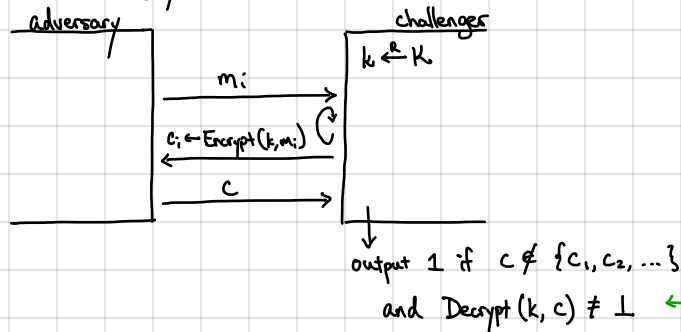 adversary
challenger
k ←ᴿ K
mᵢ
cᵢ ← Encrypt(k, mᵢ)
c
output 1 if c ∉ {c₁, c₂, ...}
and Decrypt(k, c) ≠ ⊥ ←